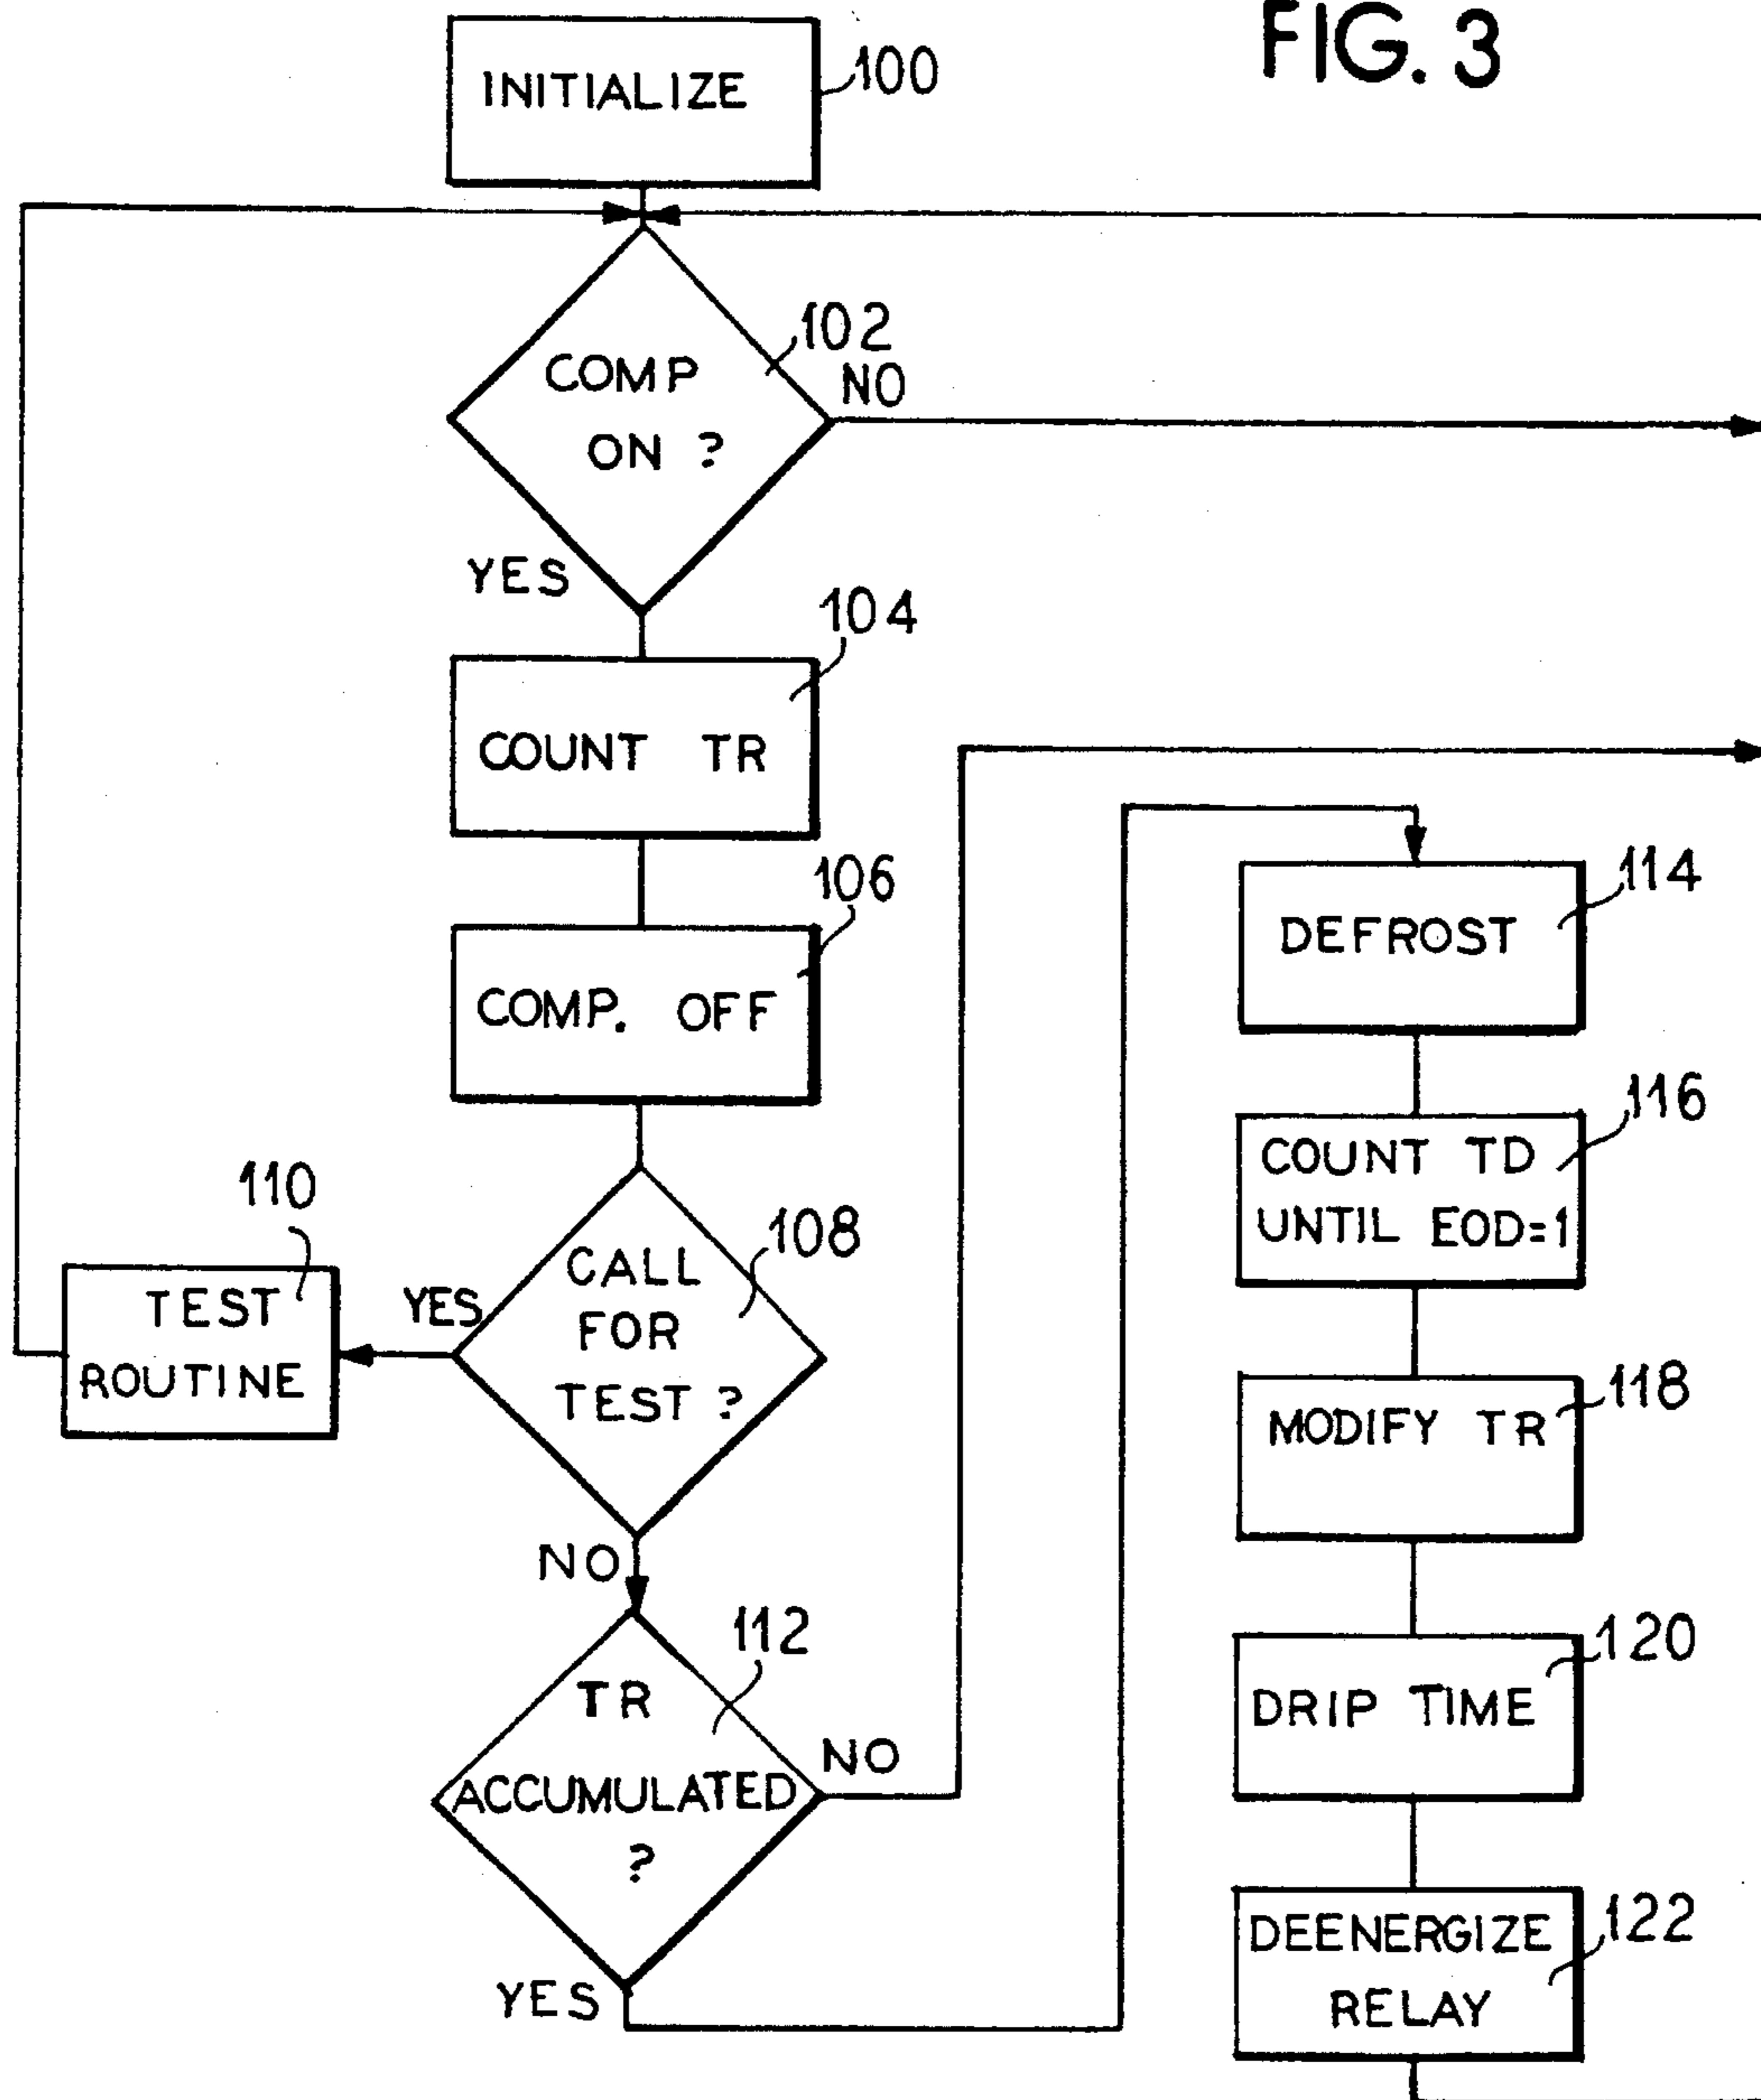 FIG. 3
INITIALIZE
100
102
COMP
ON ?
NO
YES
104
COUNT TR
106
COMP. OFF
108
CALL
FOR
TEST ?
YES
110
TEST
ROUTINE
NO
112
TR
ACCUMULATED
?
NO
YES
114
DEFROST
116
COUNT TD
UNTIL EOD=1
118
MODIFY TR
120
DRIP TIME
122
DEENERGIZE
RELAY